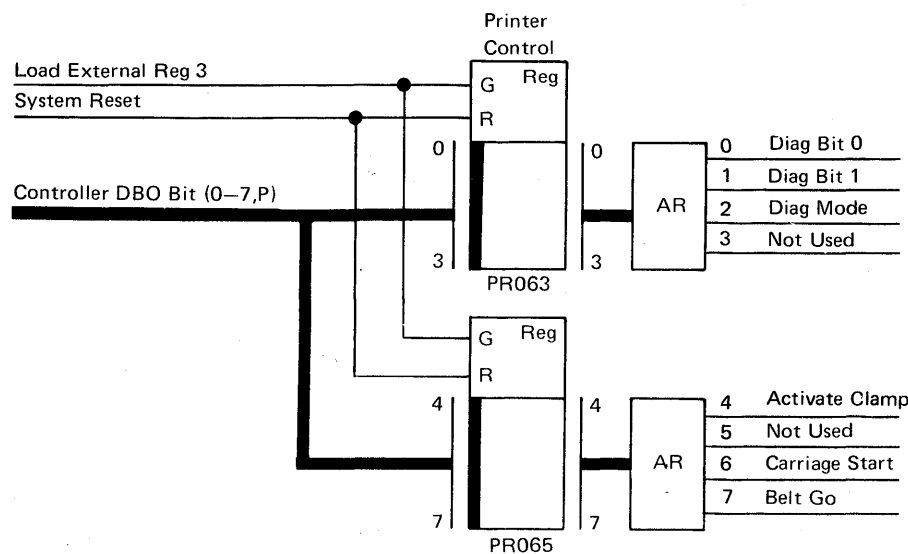 Printer
Control
Load External Reg 3
G Reg
System Reset
R
0 0 0 Diag Bit 0
1 Diag Bit 1
Controller DBO Bit (0–7,P)
AR
2 Diag Mode
3 3 3 Not Used
PR063
G Reg
R
4 4 4 Activate Clamp
5 Not Used
AR
6 Carriage Start
7 7 7 Belt Go
PR065